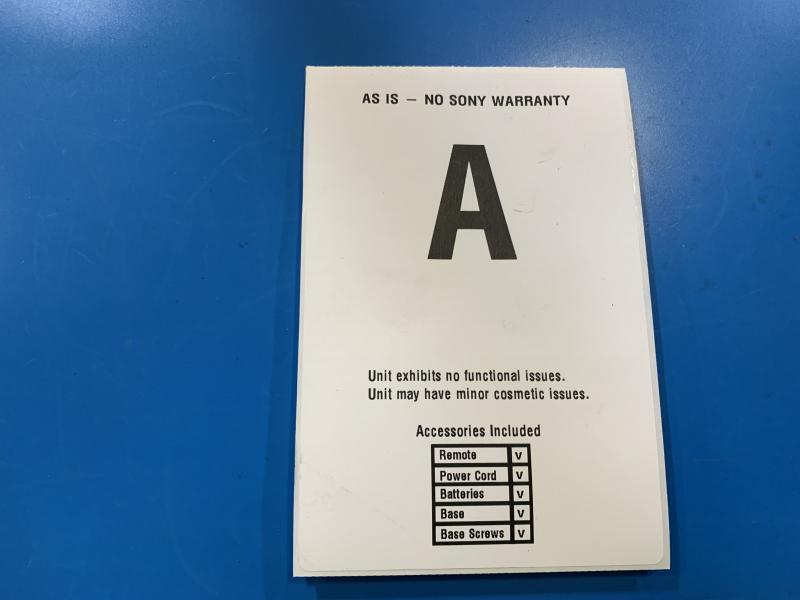 AS IS – NO SONY WARRANTY
A
Unit exhibits no functional issues.
Unit may have minor cosmetic issues.
Accessories Included
Remote v
Power Cord v
Batteries v
Base v
Base Screws v